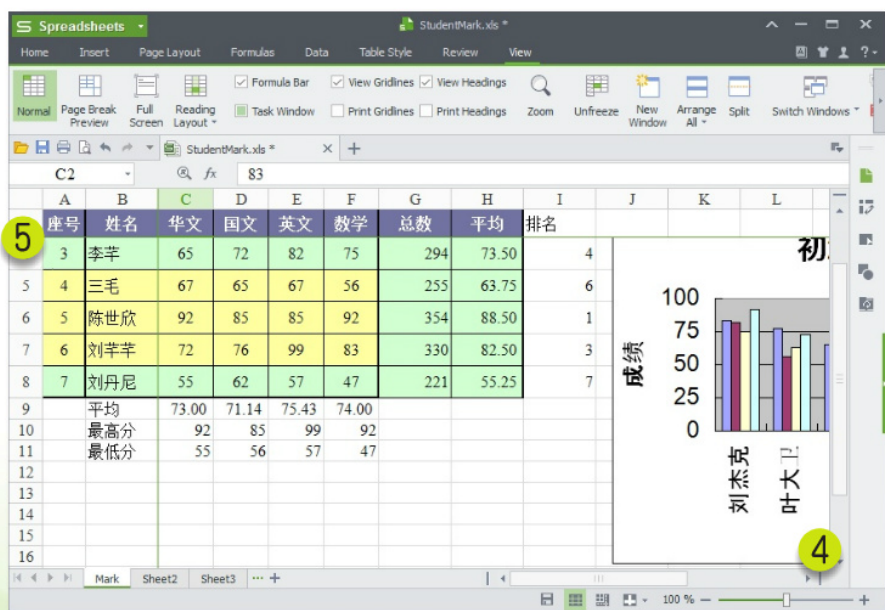 Spreadsheets
StudentMark.xls *
Home Insert Page Layout Formulas Data Table Style Review View
Formula Bar View Gridlines View Headings
Task Window Print Gridlines Print Headings
Normal Page Break Preview Full Screen Reading Layout Zoom Unfreeze New Window Arrange All Split Switch Windows
StudentMark.xls * × +
C2 fx 83
A B C D E F G H I J K L
座号 姓名 华文 国文 英文 数学 总数 平均 排名
5
3 李芊 65 72 82 75 294 73.50 4
5 4 三毛 67 65 67 56 255 63.75 6
6 5 陈世欣 92 85 85 92 354 88.50 1
7 6 刘芊芊 72 76 99 83 330 82.50 3
8 7 刘丹尼 55 62 57 47 221 55.25 7
9 平均 73.00 71.14 75.43 74.00
10 最高分 92 85 99 92
11 最低分 55 56 57 47
12
13
14
15
16
初
成绩
100
75
50
25
0
刘杰克
叶大卫
4
Mark Sheet2 Sheet3 ... +
100 %